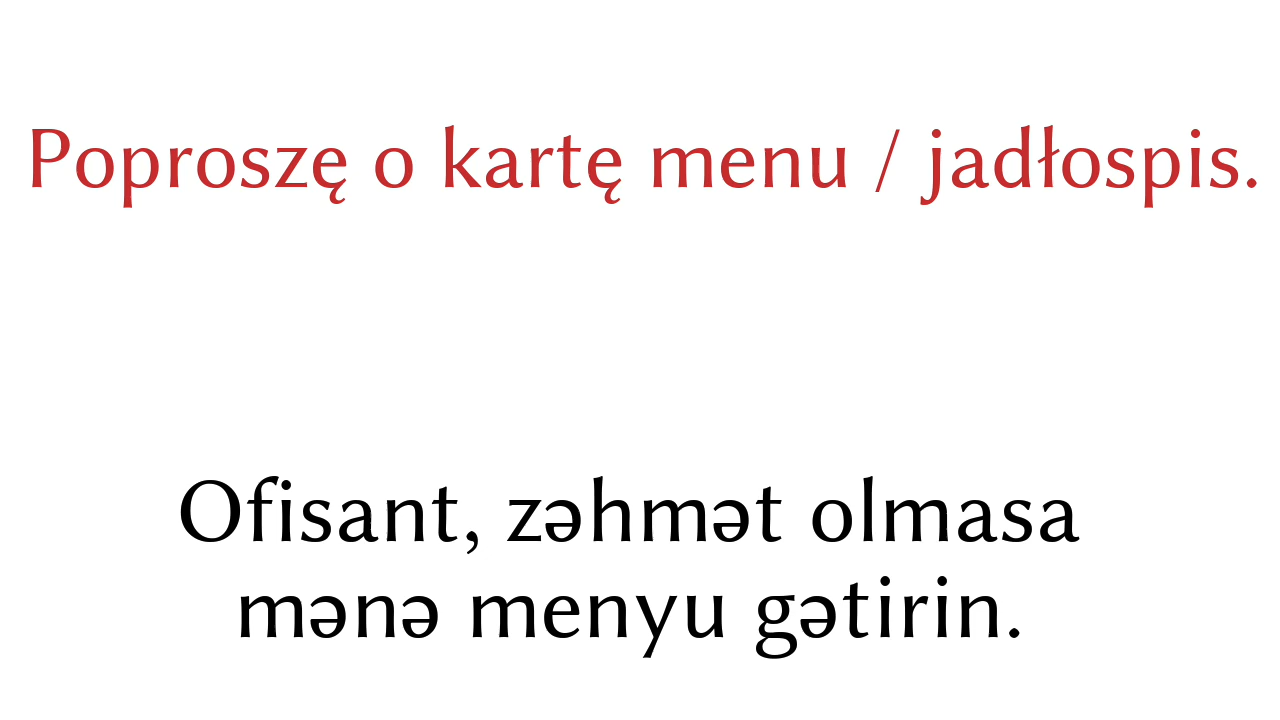 Poproszę o kartę menu / jadłospis.
Ofisant, zəhmət olmasa
mənə menyu gətirin.